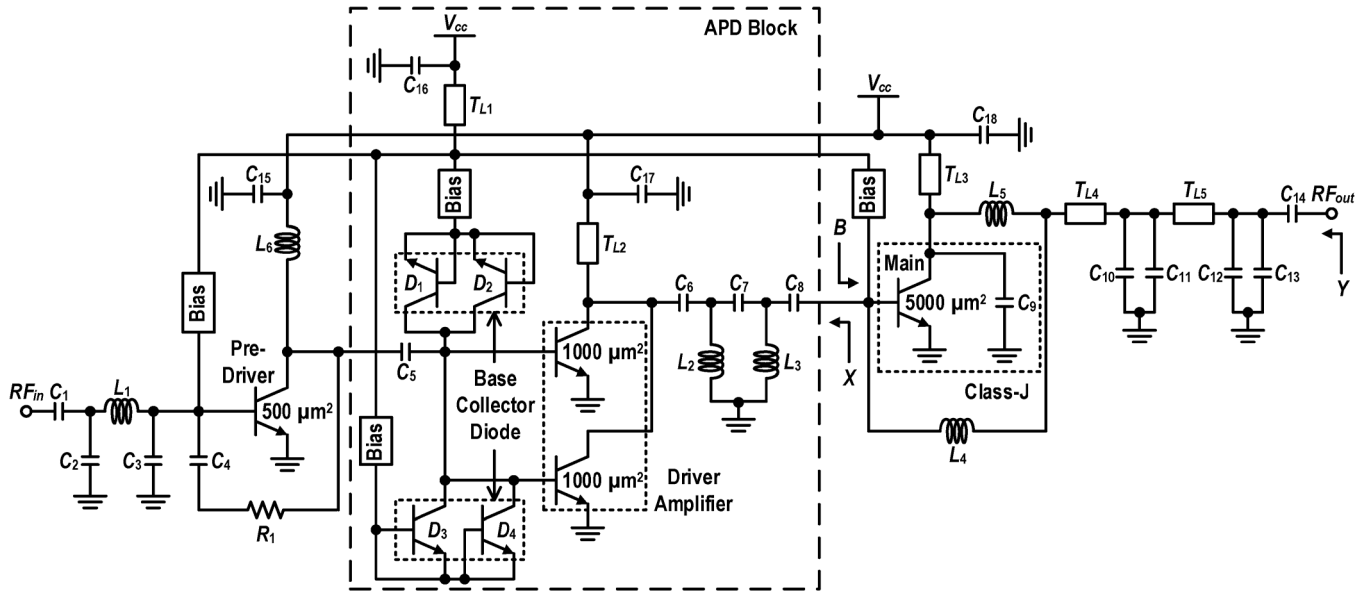 APD Block
Vcc
C16
TL1
Vcc
C18
C15
Bias
C17
Bias
TL3
L5
TL4
TL5
C14
RFout
L6
TL2
B
D1
D2
Main
5000 μm²
C9
C10
C11
C12
C13
Y
Bias
C6
C7
C8
Pre-
Driver
1000 μm²
L2
L3
X
Class-J
RFin
C1
L1
500 μm²
C5
Base
Collector
Diode
C2
C3
C4
Bias
L4
1000 μm²
Driver
Amplifier
R1
D3
D4